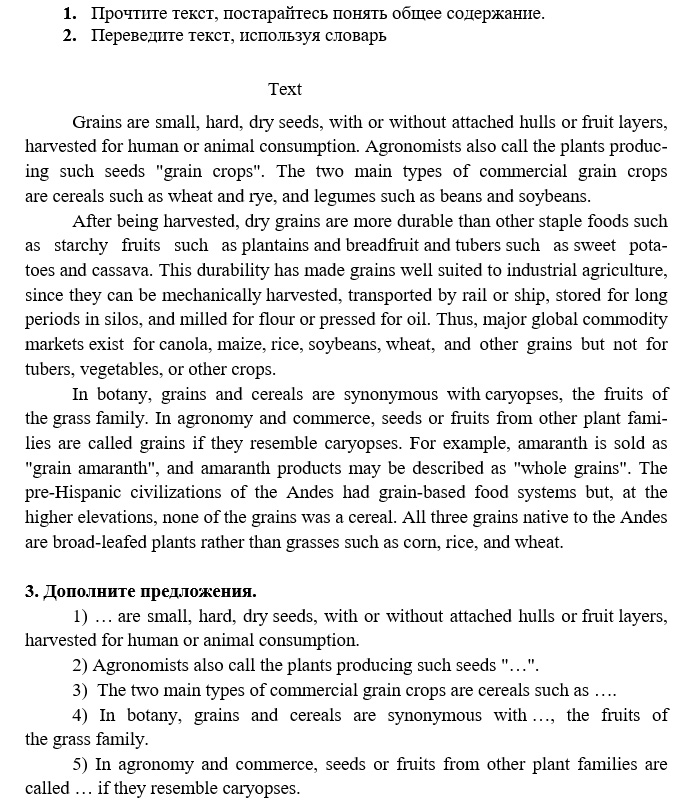 1. Прочтите текст, постарайтесь понять общее содержание.
2. Переведите текст, используя словарь
Text
Grains are small, hard, dry seeds, with or without attached hulls or fruit layers,
harvested for human or animal consumption. Agronomists also call the plants produc-
ing such seeds "grain crops". The two main types of commercial grain crops
are cereals such as wheat and rye, and legumes such as beans and soybeans.
After being harvested, dry grains are more durable than other staple foods such
as starchy fruits such as plantains and breadfruit and tubers such as sweet pota-
toes and cassava. This durability has made grains well suited to industrial agriculture,
since they can be mechanically harvested, transported by rail or ship, stored for long
periods in silos, and milled for flour or pressed for oil. Thus, major global commodity
markets exist for canola, maize, rice, soybeans, wheat, and other grains but not for
tubers, vegetables, or other crops.
In botany, grains and cereals are synonymous with caryopses, the fruits of
the grass family. In agronomy and commerce, seeds or fruits from other plant fami-
lies are called grains if they resemble caryopses. For example, amaranth is sold as
"grain amaranth", and amaranth products may be described as "whole grains". The
pre-Hispanic civilizations of the Andes had grain-based food systems but, at the
higher elevations, none of the grains was a cereal. All three grains native to the Andes
are broad-leafed plants rather than grasses such as corn, rice, and wheat.
3. Дополните предложения.
1) … are small, hard, dry seeds, with or without attached hulls or fruit layers,
harvested for human or animal consumption.
2) Agronomists also call the plants producing such seeds "…".
3) The two main types of commercial grain crops are cereals such as ….
4) In botany, grains and cereals are synonymous with …, the fruits of
the grass family.
5) In agronomy and commerce, seeds or fruits from other plant families are
called … if they resemble caryopses.